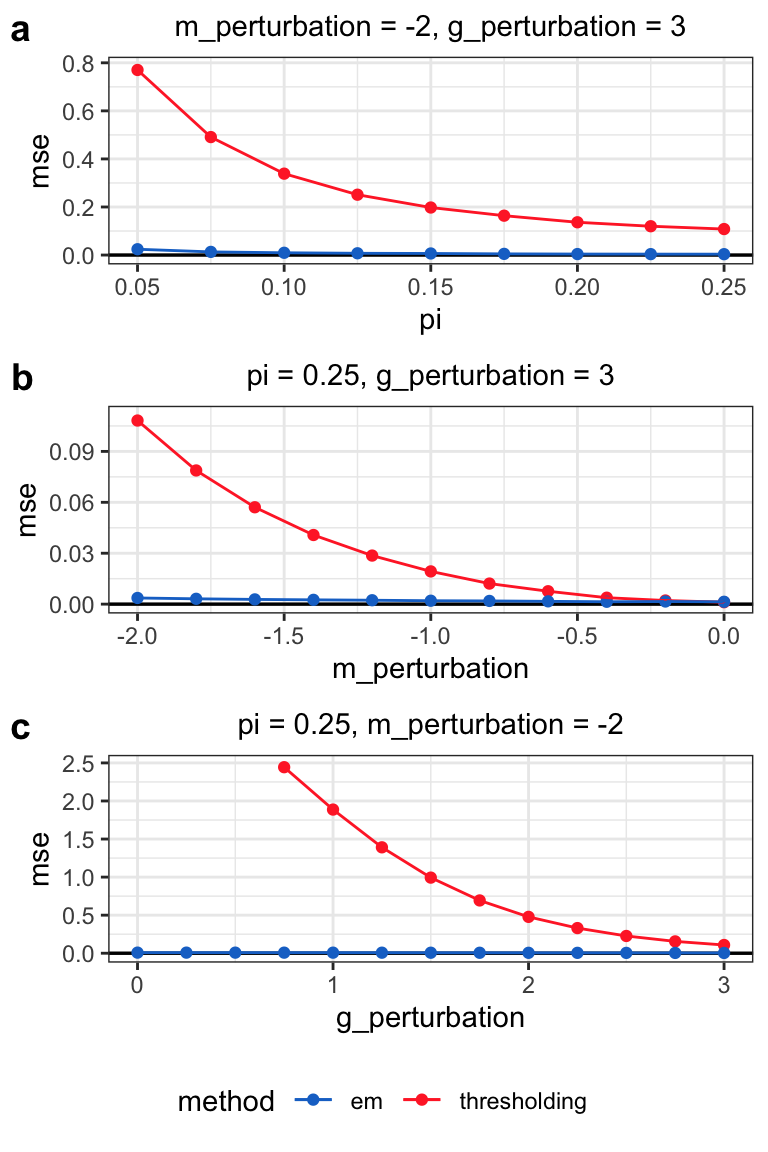 a
m_perturbation = -2, g_perturbation = 3
mse
0.8
0.6
0.4
0.2
0.0
0.05 0.10 0.15 0.20 0.25
pi
b
pi = 0.25, g_perturbation = 3
mse
0.09
0.06
0.03
0.00
-2.0 -1.5 -1.0 -0.5 0.0
m_perturbation
c
pi = 0.25, m_perturbation = -2
mse
2.5
2.0
1.5
1.0
0.5
0.0
0 1 2 3
g_perturbation
method em thresholding